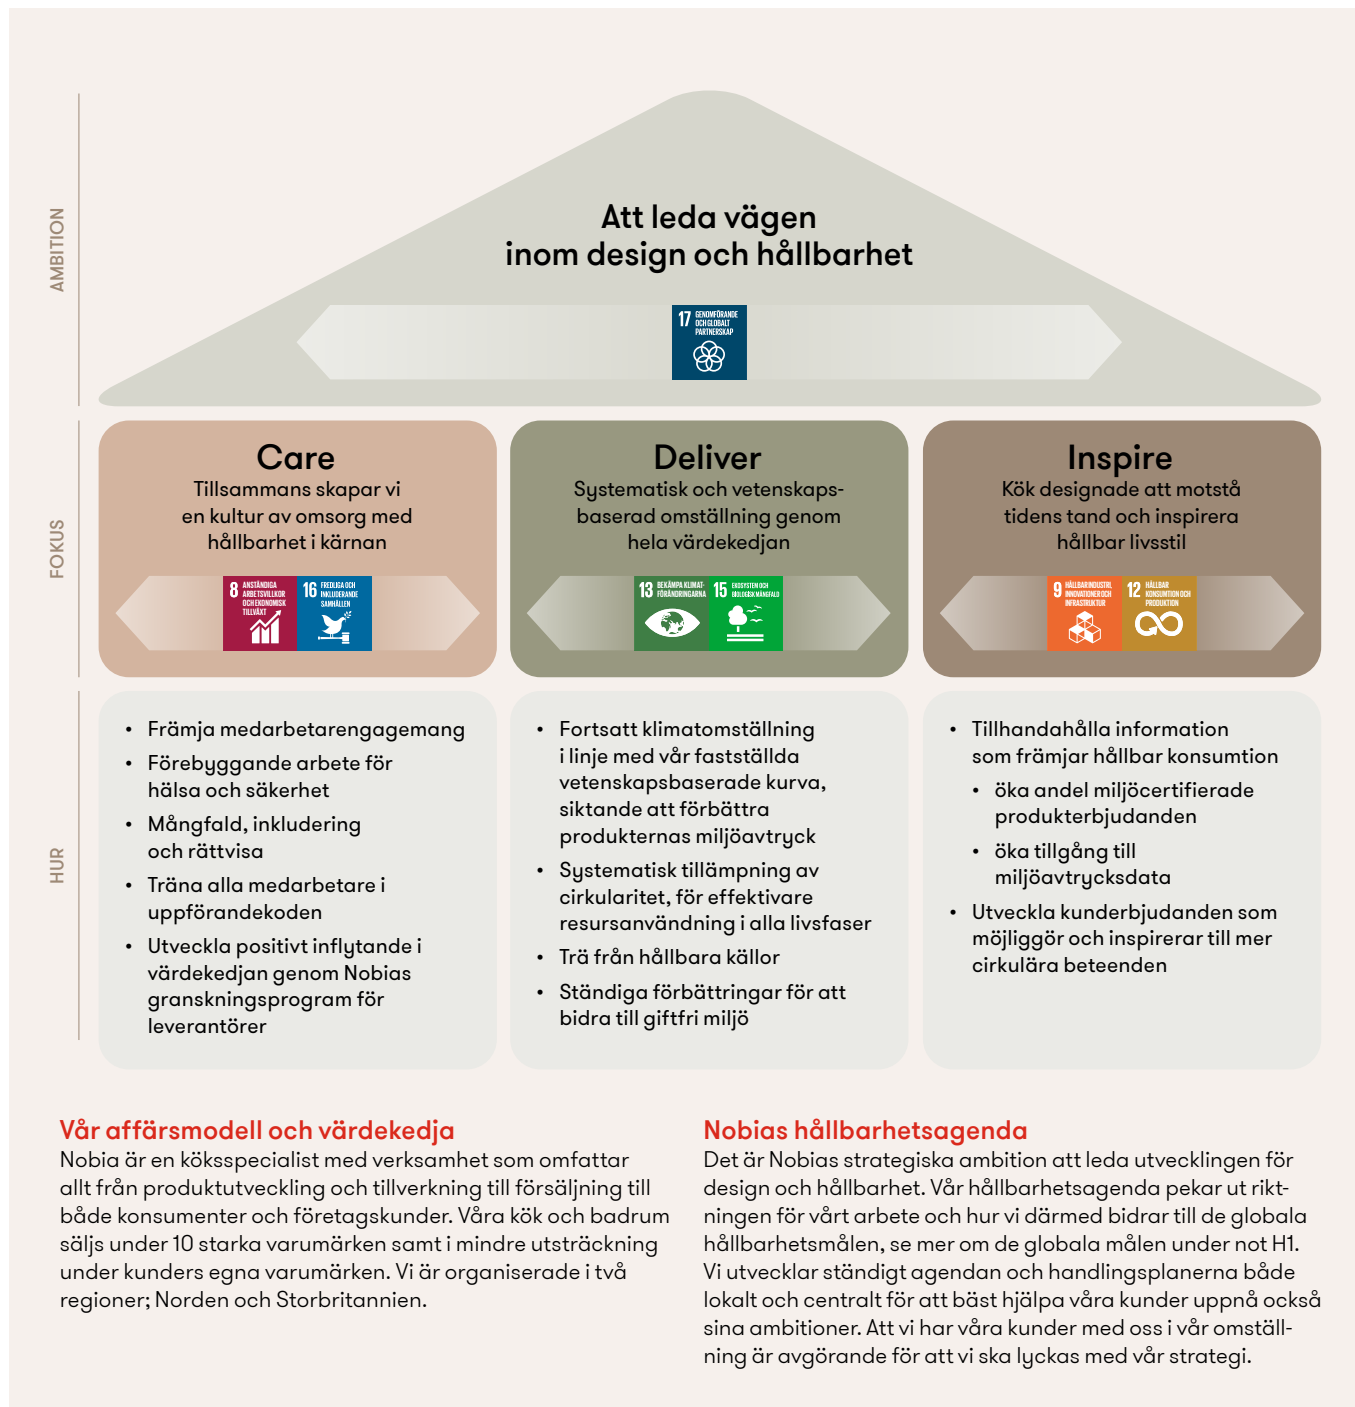 AMBITION
Att leda vägen
inom design och hållbarhet
17 GENOMFÖRANDE
OCH GLOBALT
PARTNERSKAP
FOKUS
Care
Tillsammans skapar vi
en kultur av omsorg med
hållbarhet i kärnan
8 ANSTÄNDIGA
ARBETSVILLKOR
OCH EKONOMISK
TILLVÄXT
16 FREDLIGA OCH
INKLUDERANDE
SAMHÄLLEN
Deliver
Systematisk och vetenskaps-
baserad omställning genom
hela värdekedjan
13 BEKÄMPA KLIMAT-
FÖRÄNDRINGARNA
15 EKOSYSTEM OCH
BIOLOGISK MÅNGFALD
Inspire
Kök designade att motstå
tidens tand och inspirera
hållbar livsstil
9 HÅLLBAR INDUSTRI,
INNOVATIONER OCH
INFRASTRUKTUR
12 HÅLLBAR
KONSUMTION OCH
PRODUKTION
HUR
• Främja medarbetarengagemang
• Förebyggande arbete för
hälsa och säkerhet
• Mångfald, inkludering
och rättvisa
• Träna alla medarbetare i
uppförandekoden
• Utveckla positivt inflytande i
värdekedjan genom Nobias
granskningsprogram för
leverantörer
• Fortsatt klimatomställning
i linje med vår fastställda
vetenskapsbaserade kurva,
siktande att förbättra
produkternas miljöavtryck
• Systematisk tillämpning av
cirkularitet, för effektivare
resursanvändning i alla livsfaser
• Trä från hållbara källor
• Ständiga förbättringar för att
bidra till giftfri miljö
• Tillhandahålla information
som främjar hållbar konsumtion
• öka andel miljöcertifierade
produkterbjudanden
• öka tillgång till
miljöavtrycksdata
• Utveckla kunderbjudanden som
möjliggör och inspirerar till mer
cirkulära beteenden
Vår affärsmodell och värdekedja
Nobia är en köksspecialist med verksamhet som omfattar
allt från produktutveckling och tillverkning till försäljning till
både konsumenter och företagskunder. Våra kök och badrum
säljs under 10 starka varumärken samt i mindre utsträckning
under kunders egna varumärken. Vi är organiserade i två
regioner; Norden och Storbritannien.
Nobias hållbarhetsagenda
Det är Nobias strategiska ambition att leda utvecklingen för
design och hållbarhet. Vår hållbarhetsagenda pekar ut rikt-
ningen för vårt arbete och hur vi därmed bidrar till de globala
hållbarhetsmålen, se mer om de globala målen under not H1.
Vi utvecklar ständigt agendan och handlingsplanerna både
lokalt och centralt för att bäst hjälpa våra kunder uppnå också
sina ambitioner. Att vi har våra kunder med oss i vår omställ-
ning är avgörande för att vi ska lyckas med vår strategi.